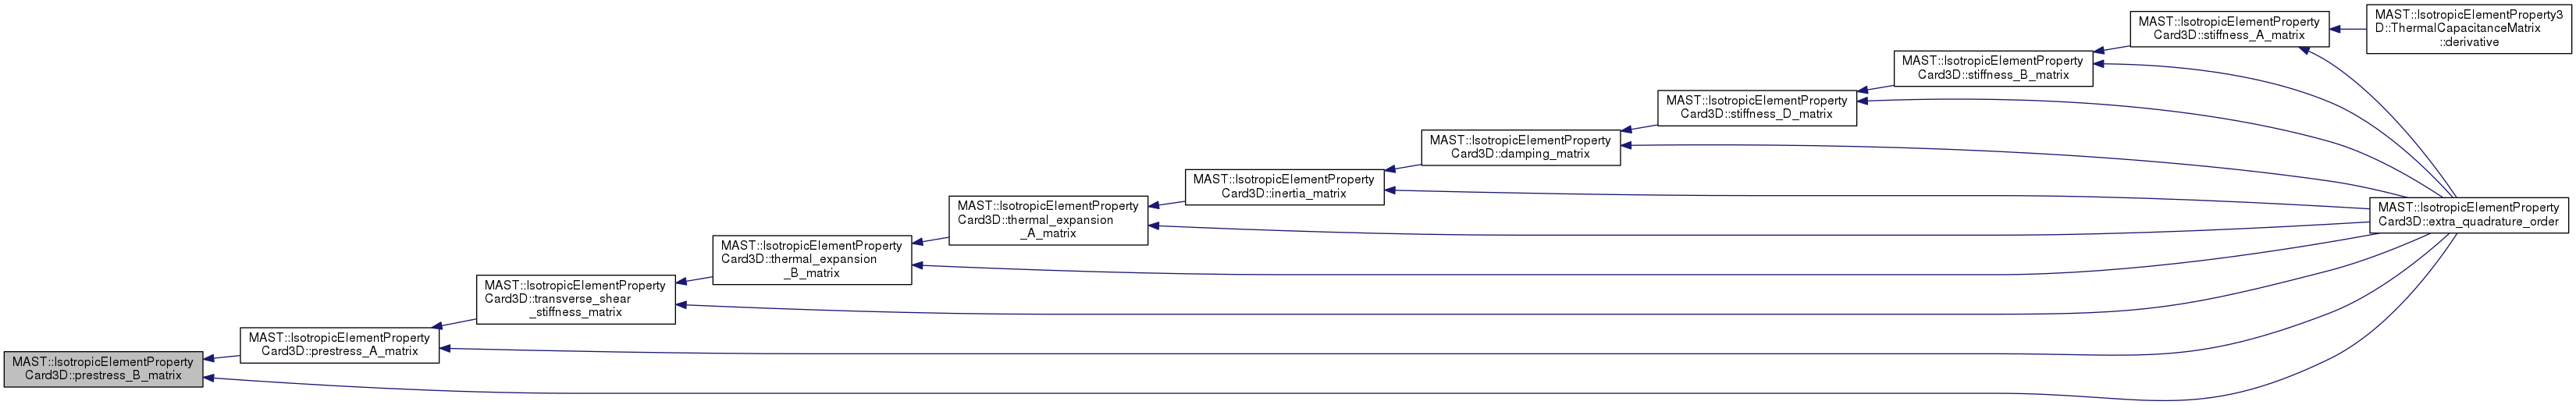 MAST::IsotropicElementProperty3
D::ThermalCapacitanceMatrix
::derivative
MAST::IsotropicElementProperty
Card3D::stiffness_A_matrix
MAST::IsotropicElementProperty
Card3D::stiffness_B_matrix
MAST::IsotropicElementProperty
Card3D::stiffness_D_matrix
MAST::IsotropicElementProperty
Card3D::damping_matrix
MAST::IsotropicElementProperty
Card3D::inertia_matrix
MAST::IsotropicElementProperty
Card3D::thermal_expansion
_A_matrix
MAST::IsotropicElementProperty
Card3D::extra_quadrature_order
MAST::IsotropicElementProperty
Card3D::thermal_expansion
_B_matrix
MAST::IsotropicElementProperty
Card3D::transverse_shear
_stiffness_matrix
MAST::IsotropicElementProperty
Card3D::prestress_A_matrix
MAST::IsotropicElementProperty
Card3D::prestress_B_matrix